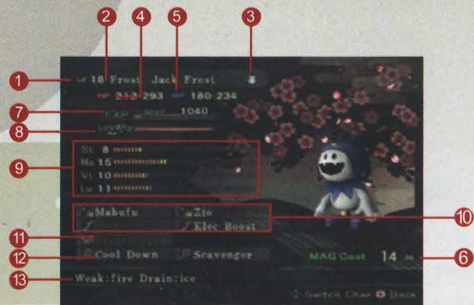 2 4 5 3
1 Lv 18 Frost Jack Frost
HP 213 293 MP 180 234
7 EXP NEXT 1040
8 Loyalty
St 8
9 Ma 15
Vi 10
Lu 11
Mabufu Zio
Elec Boost 10
11
12 Cool Down Scavenger MAG Cost 14 6
13 Weak:fire Drain:ice
Switch Char Back